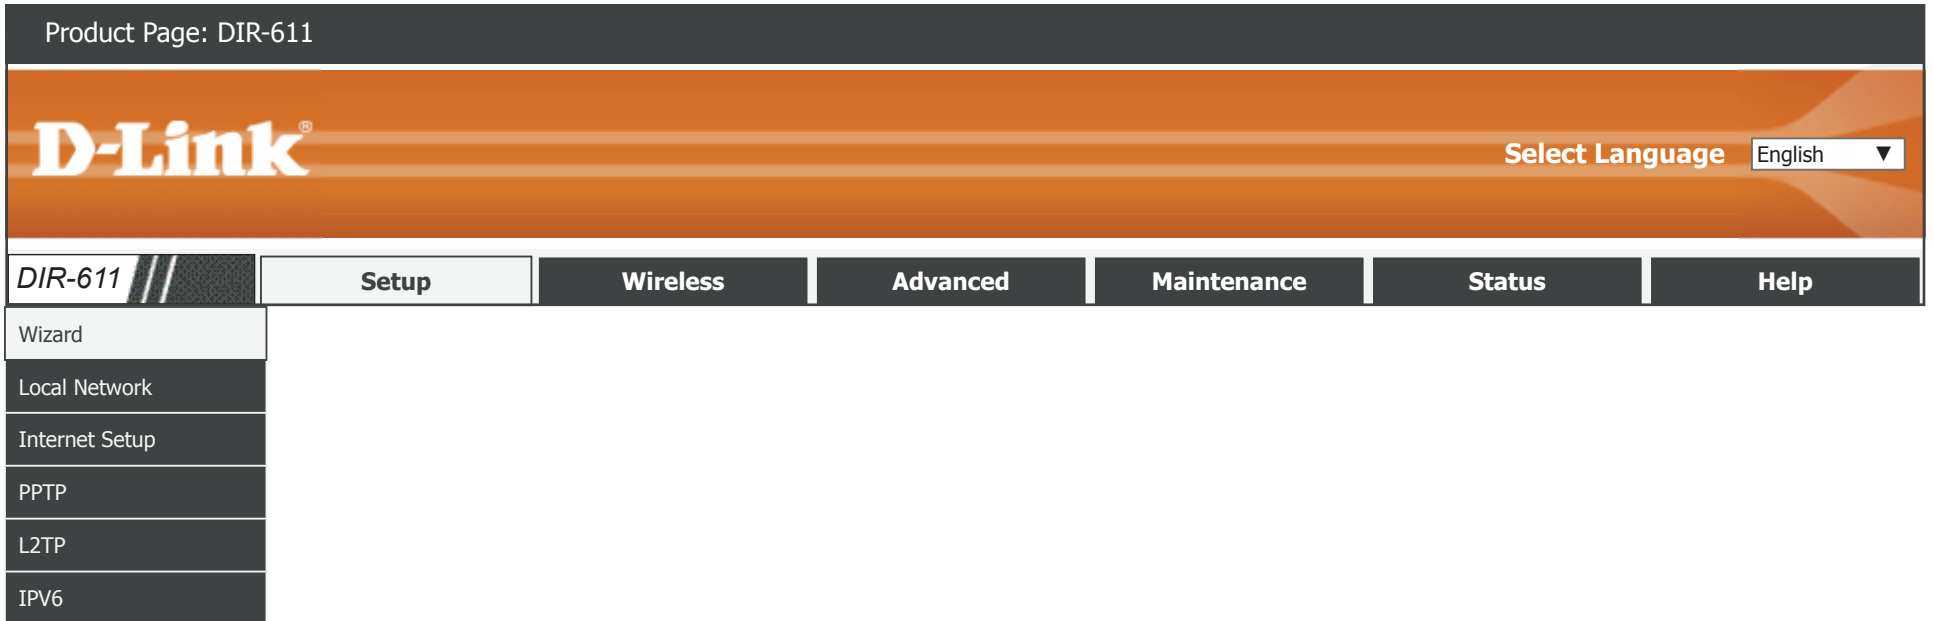 Product Page: DIR-611
D-Link®
Select Language English ▼
DIR-611 Setup Wireless Advanced Maintenance Status Help
Wizard
Local Network
Internet Setup
PPTP
L2TP
IPV6